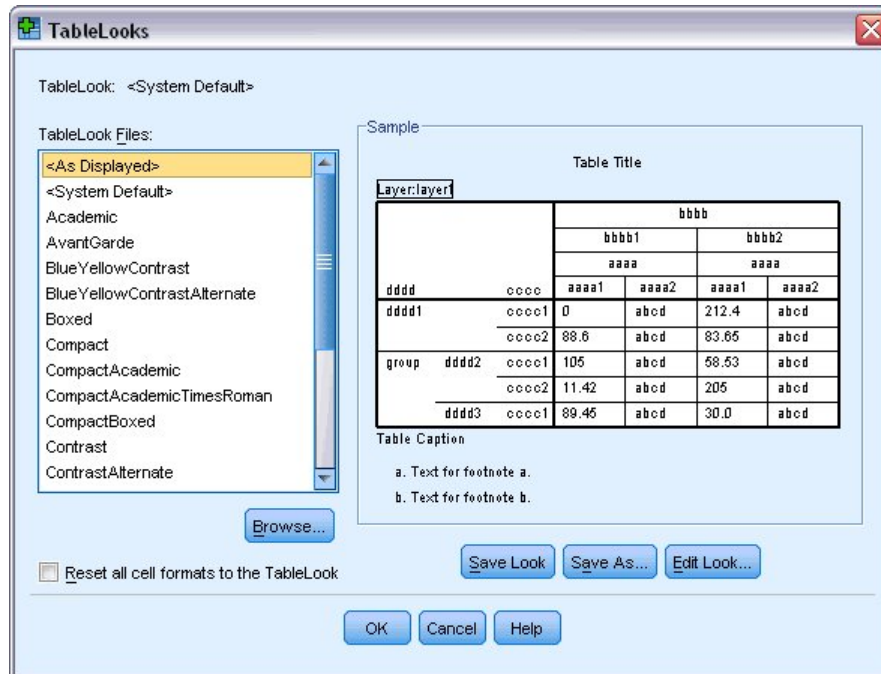 TableLooks
TableLook: <System Default>
TableLook Files:
<As Displayed>
<System Default>
Academic
AvantGarde
BlueYellowContrast
BlueYellowContrastAlternate
Boxed
Compact
CompactAcademic
CompactAcademicTimesRoman
CompactBoxed
Contrast
ContrastAlternate
Browse...
Reset all cell formats to the TableLook
Sample
Table Title
Layer:layer1
bbbb
bbbb1 bbbb2
aaaa aaaa
dddd cccc aaaa1 aaaa2 aaaa1 aaaa2
dddd1 cccc1 0 abcd 212.4 abcd
cccc2 88.6 abcd 83.65 abcd
group dddd2 cccc1 105 abcd 58.53 abcd
cccc2 11.42 abcd 205 abcd
dddd3 cccc1 89.45 abcd 30.0 abcd
Table Caption
a. Text for footnote a.
b. Text for footnote b.
Save Look Save As... Edit Look...
OK Cancel Help